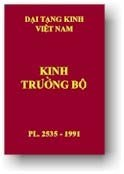 ĐẠI TẠNG KINH
VIỆT NAM
KINH
TRƯỜNG BỘ
PL. 2535 - 1991